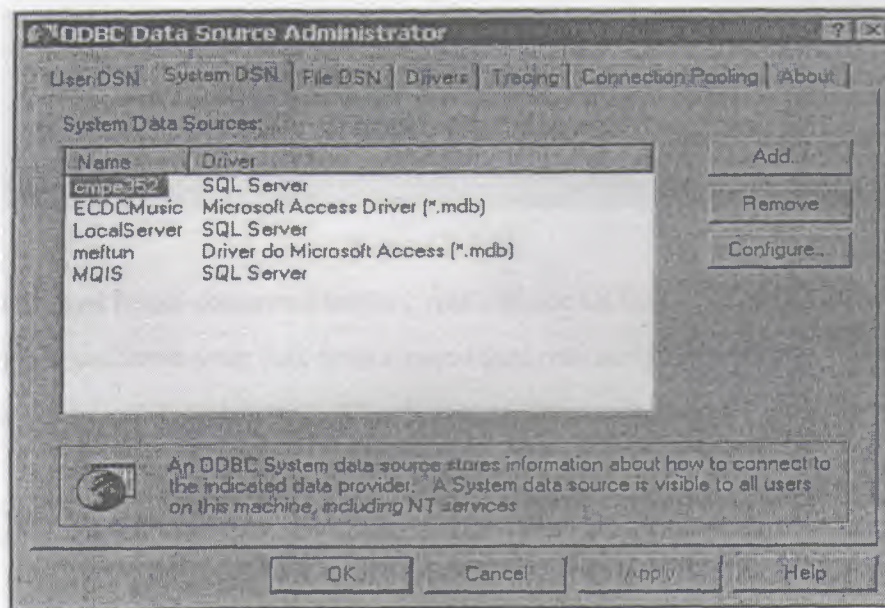 ODBC Data Source Administrator
User DSN System DSN File DSN Drivers Tracing Connection Pooling About
System Data Sources:
Name Driver
cmpe352 SQL Server
ECDCMusic Microsoft Access Driver (*.mdb)
LocalServer SQL Server
meftun Driver do Microsoft Access (*.mdb)
MQIS SQL Server
Add...
Remove
Configure...
An ODBC System data source stores information about how to connect to
the indicated data provider. A System data source is visible to all users
on this machine, including NT services
OK Cancel Apply Help